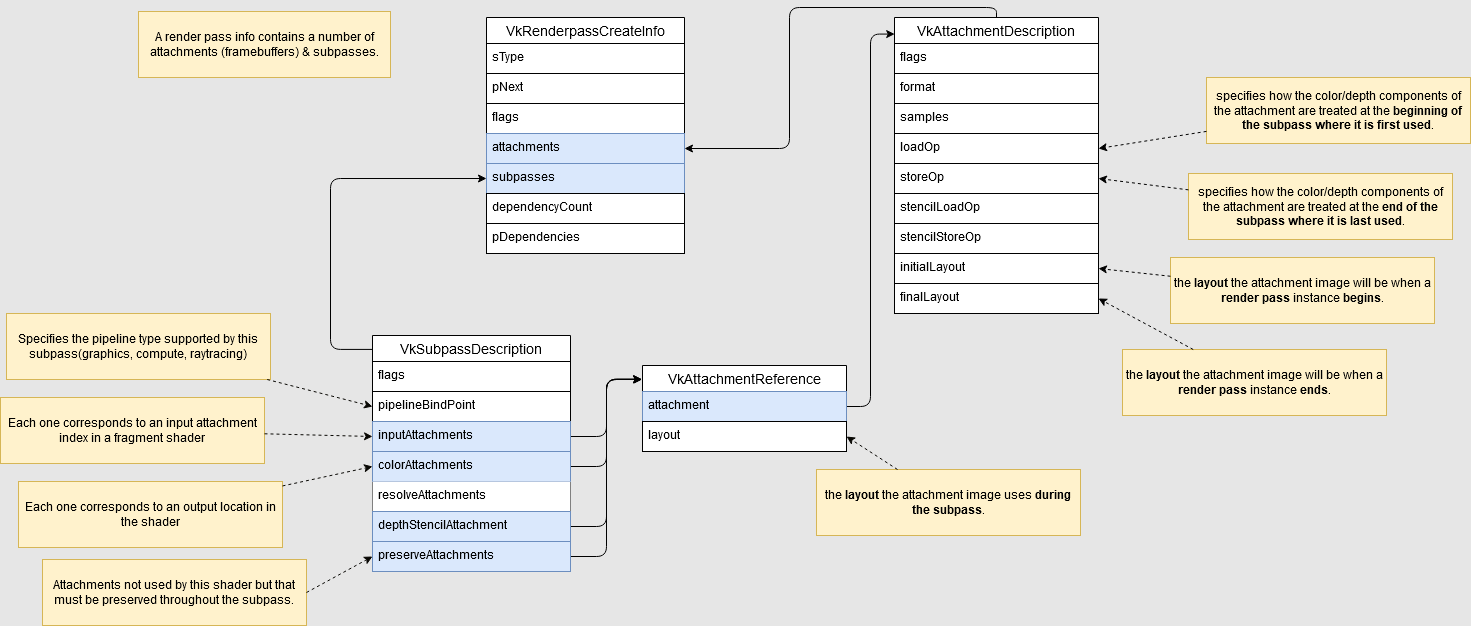 A render pass info contains a number of
attachments (framebuffers) & subpasses.
VkRenderpassCreateInfo
sType
pNext
flags
attachments
subpasses
dependencyCount
pDependencies
VkAttachmentDescription
flags
format
samples
loadOp
storeOp
stencilLoadOp
stencilStoreOp
initialLayout
finalLayout
specifies how the color/depth components of
the attachment are treated at the beginning of
the subpass where it is first used.
specifies how the color/depth components of
the attachment are treated at the end of the
subpass where it is last used.
the layout the attachment image will be when a
render pass instance begins.
the layout the attachment image will be when a
render pass instance ends.
Specifies the pipeline type supported by this
subpass(graphics, compute, raytracing)
Each one corresponds to an input attachment
index in a fragment shader
Each one corresponds to an output location in
the shader
Attachments not used by this shader but that
must be preserved throughout the subpass.
VkSubpassDescription
flags
pipelineBindPoint
inputAttachments
colorAttachments
resolveAttachments
depthStencilAttachment
preserveAttachments
VkAttachmentReference
attachment
layout
the layout the attachment image uses during
the subpass.